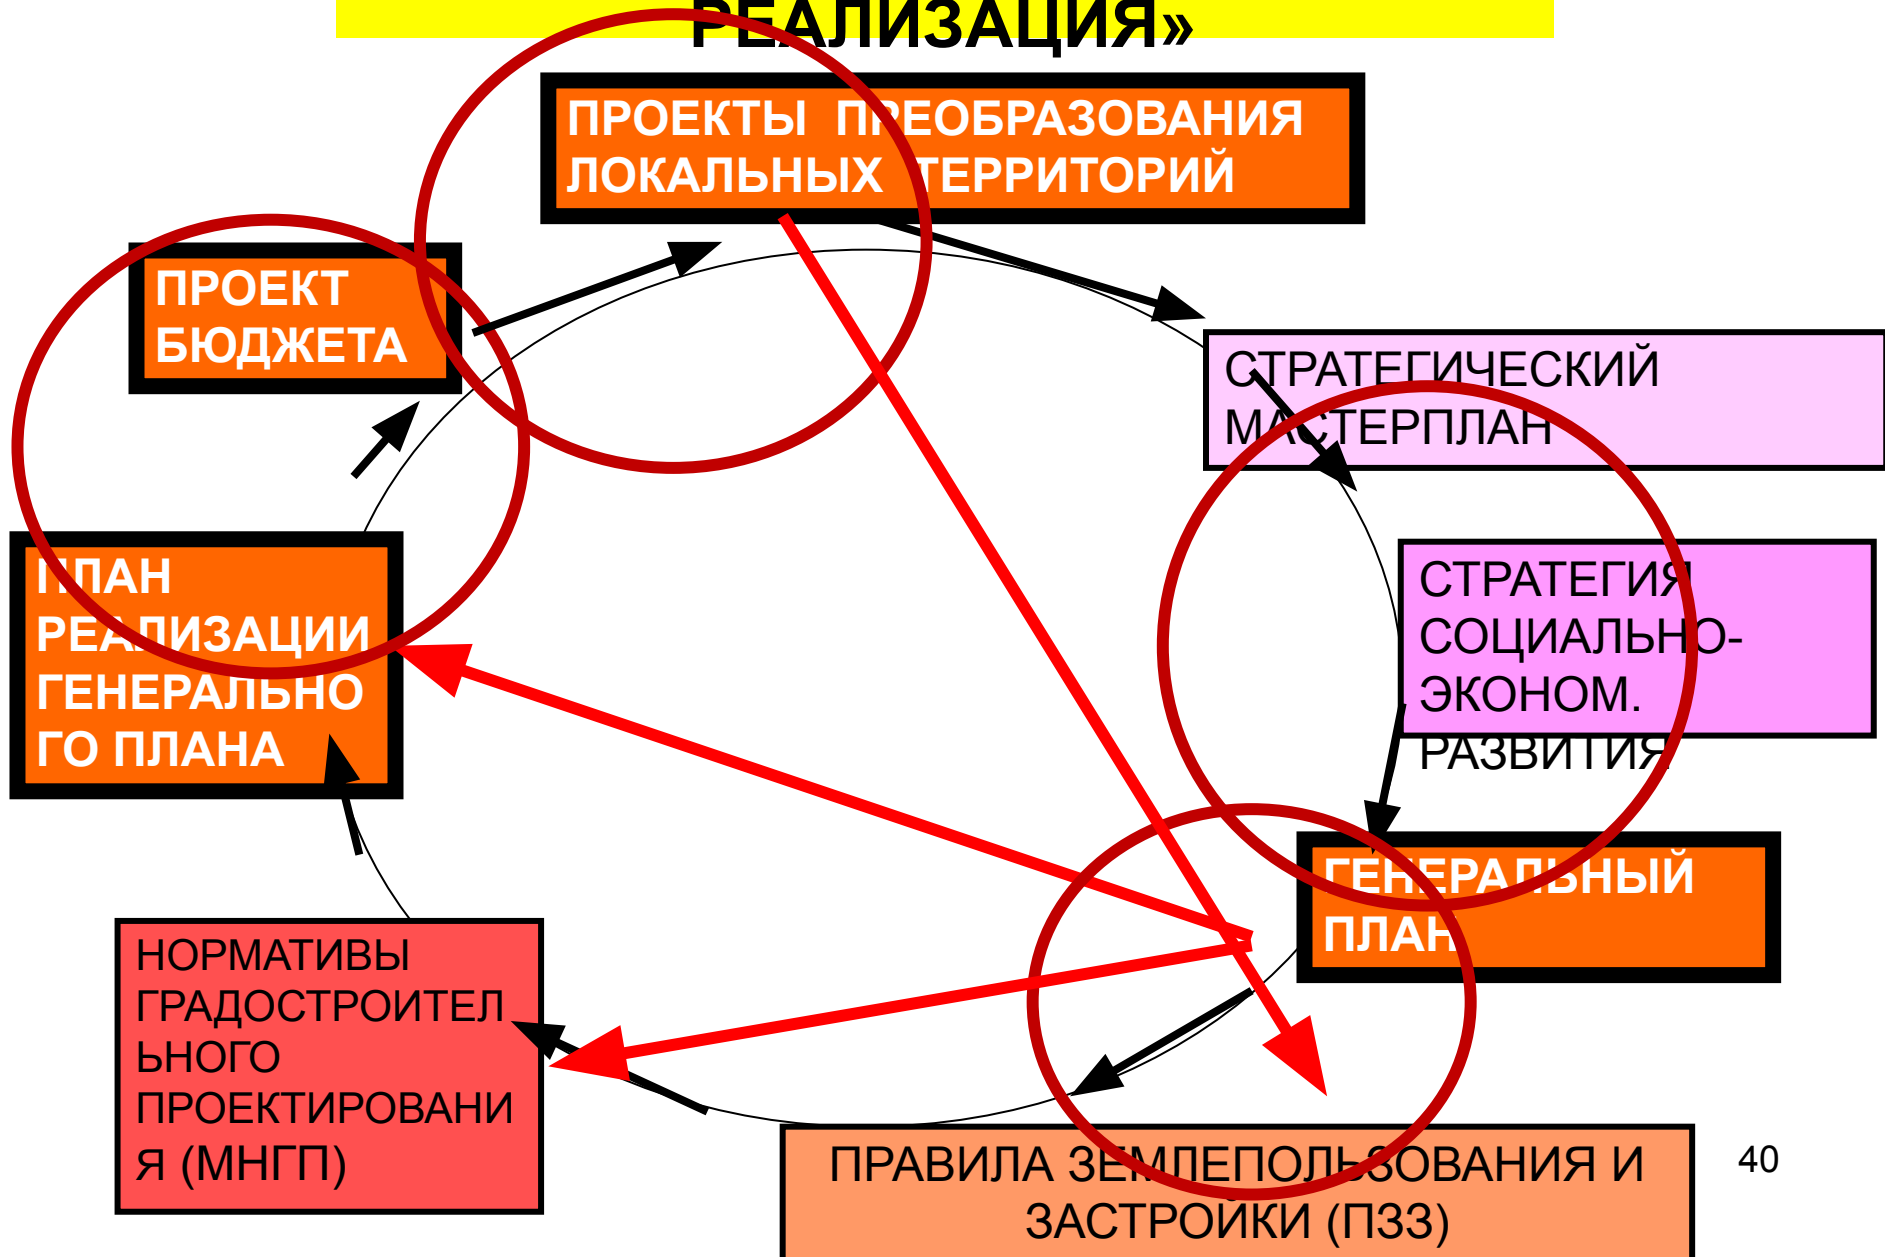 РЕАЛИЗАЦИЯ»
ПРОЕКТЫ ПРЕОБРАЗОВАНИЯ
ЛОКАЛЬНЫХ ТЕРРИТОРИЙ
ПРОЕКТ
БЮДЖЕТА
СТРАТЕГИЧЕСКИЙ
МАСТЕРПЛАН
ПЛАН
РЕАЛИЗАЦИИ
ГЕНЕРАЛЬНО
ГО ПЛАНА
СТРАТЕГИЯ
СОЦИАЛЬНО-
ЭКОНОМ.
РАЗВИТИЯ
ГЕНЕРАЛЬНЫЙ
ПЛАН
НОРМАТИВЫ
ГРАДОСТРОИТЕЛ
ЬНОГО
ПРОЕКТИРОВАНИ
Я (МНГП)
ПРАВИЛА ЗЕМЛЕПОЛЬЗОВАНИЯ И
ЗАСТРОЙКИ (ПЗЗ)
40